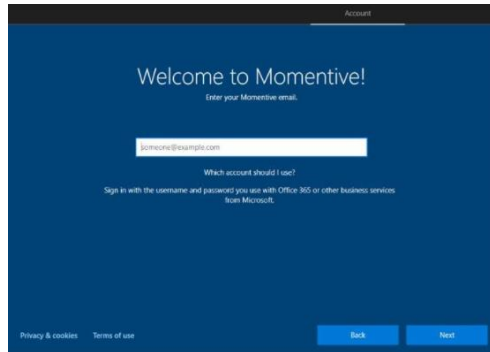 Account
Welcome to Momentive!
Enter your Momentive email.
someone@example.com
Which account should I use?
Sign in with the username and password you use with Office 365 or other business services
from Microsoft.
Privacy & cookies
Terms of use
Back
Next